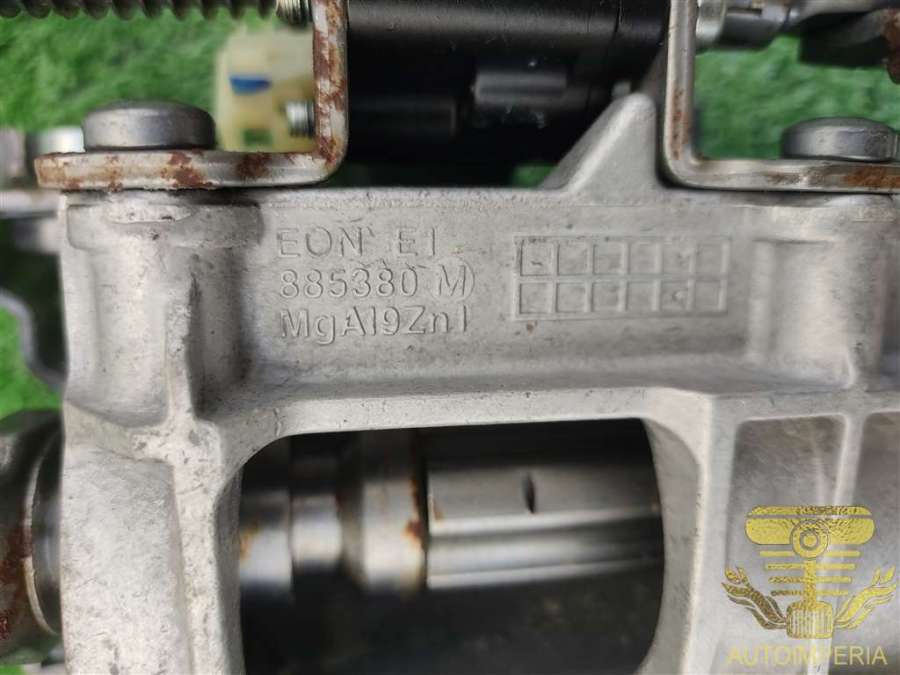 EON E1
885380 M
MgAl9Zn1
AUTOIMPERIA